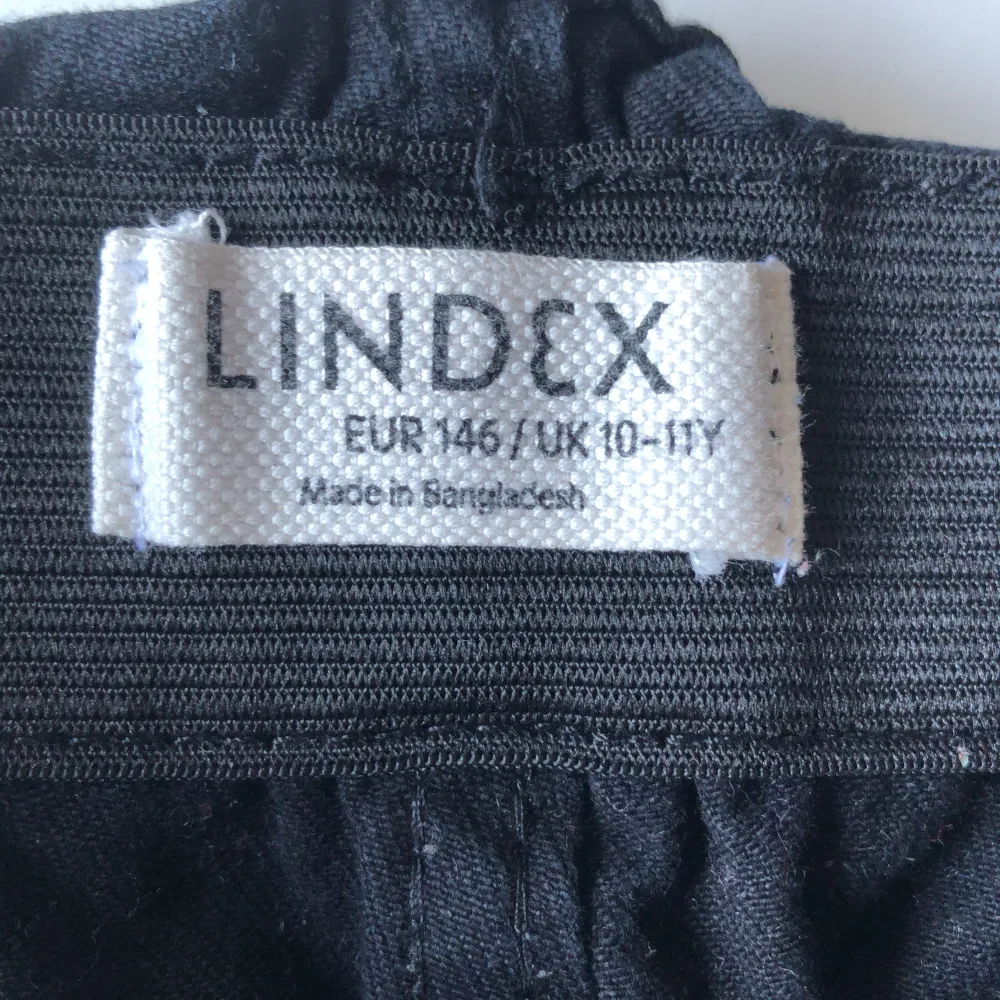 LINDEX
EUR 146 / UK 10-11Y
Made in Bangladesh